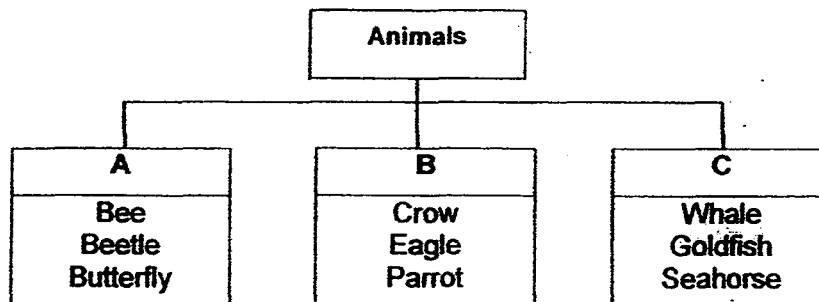 Animals
A
Bee
Beetle
Butterfly
B
Crow
Eagle
Parrot
C
Whale
Goldfish
Seahorse